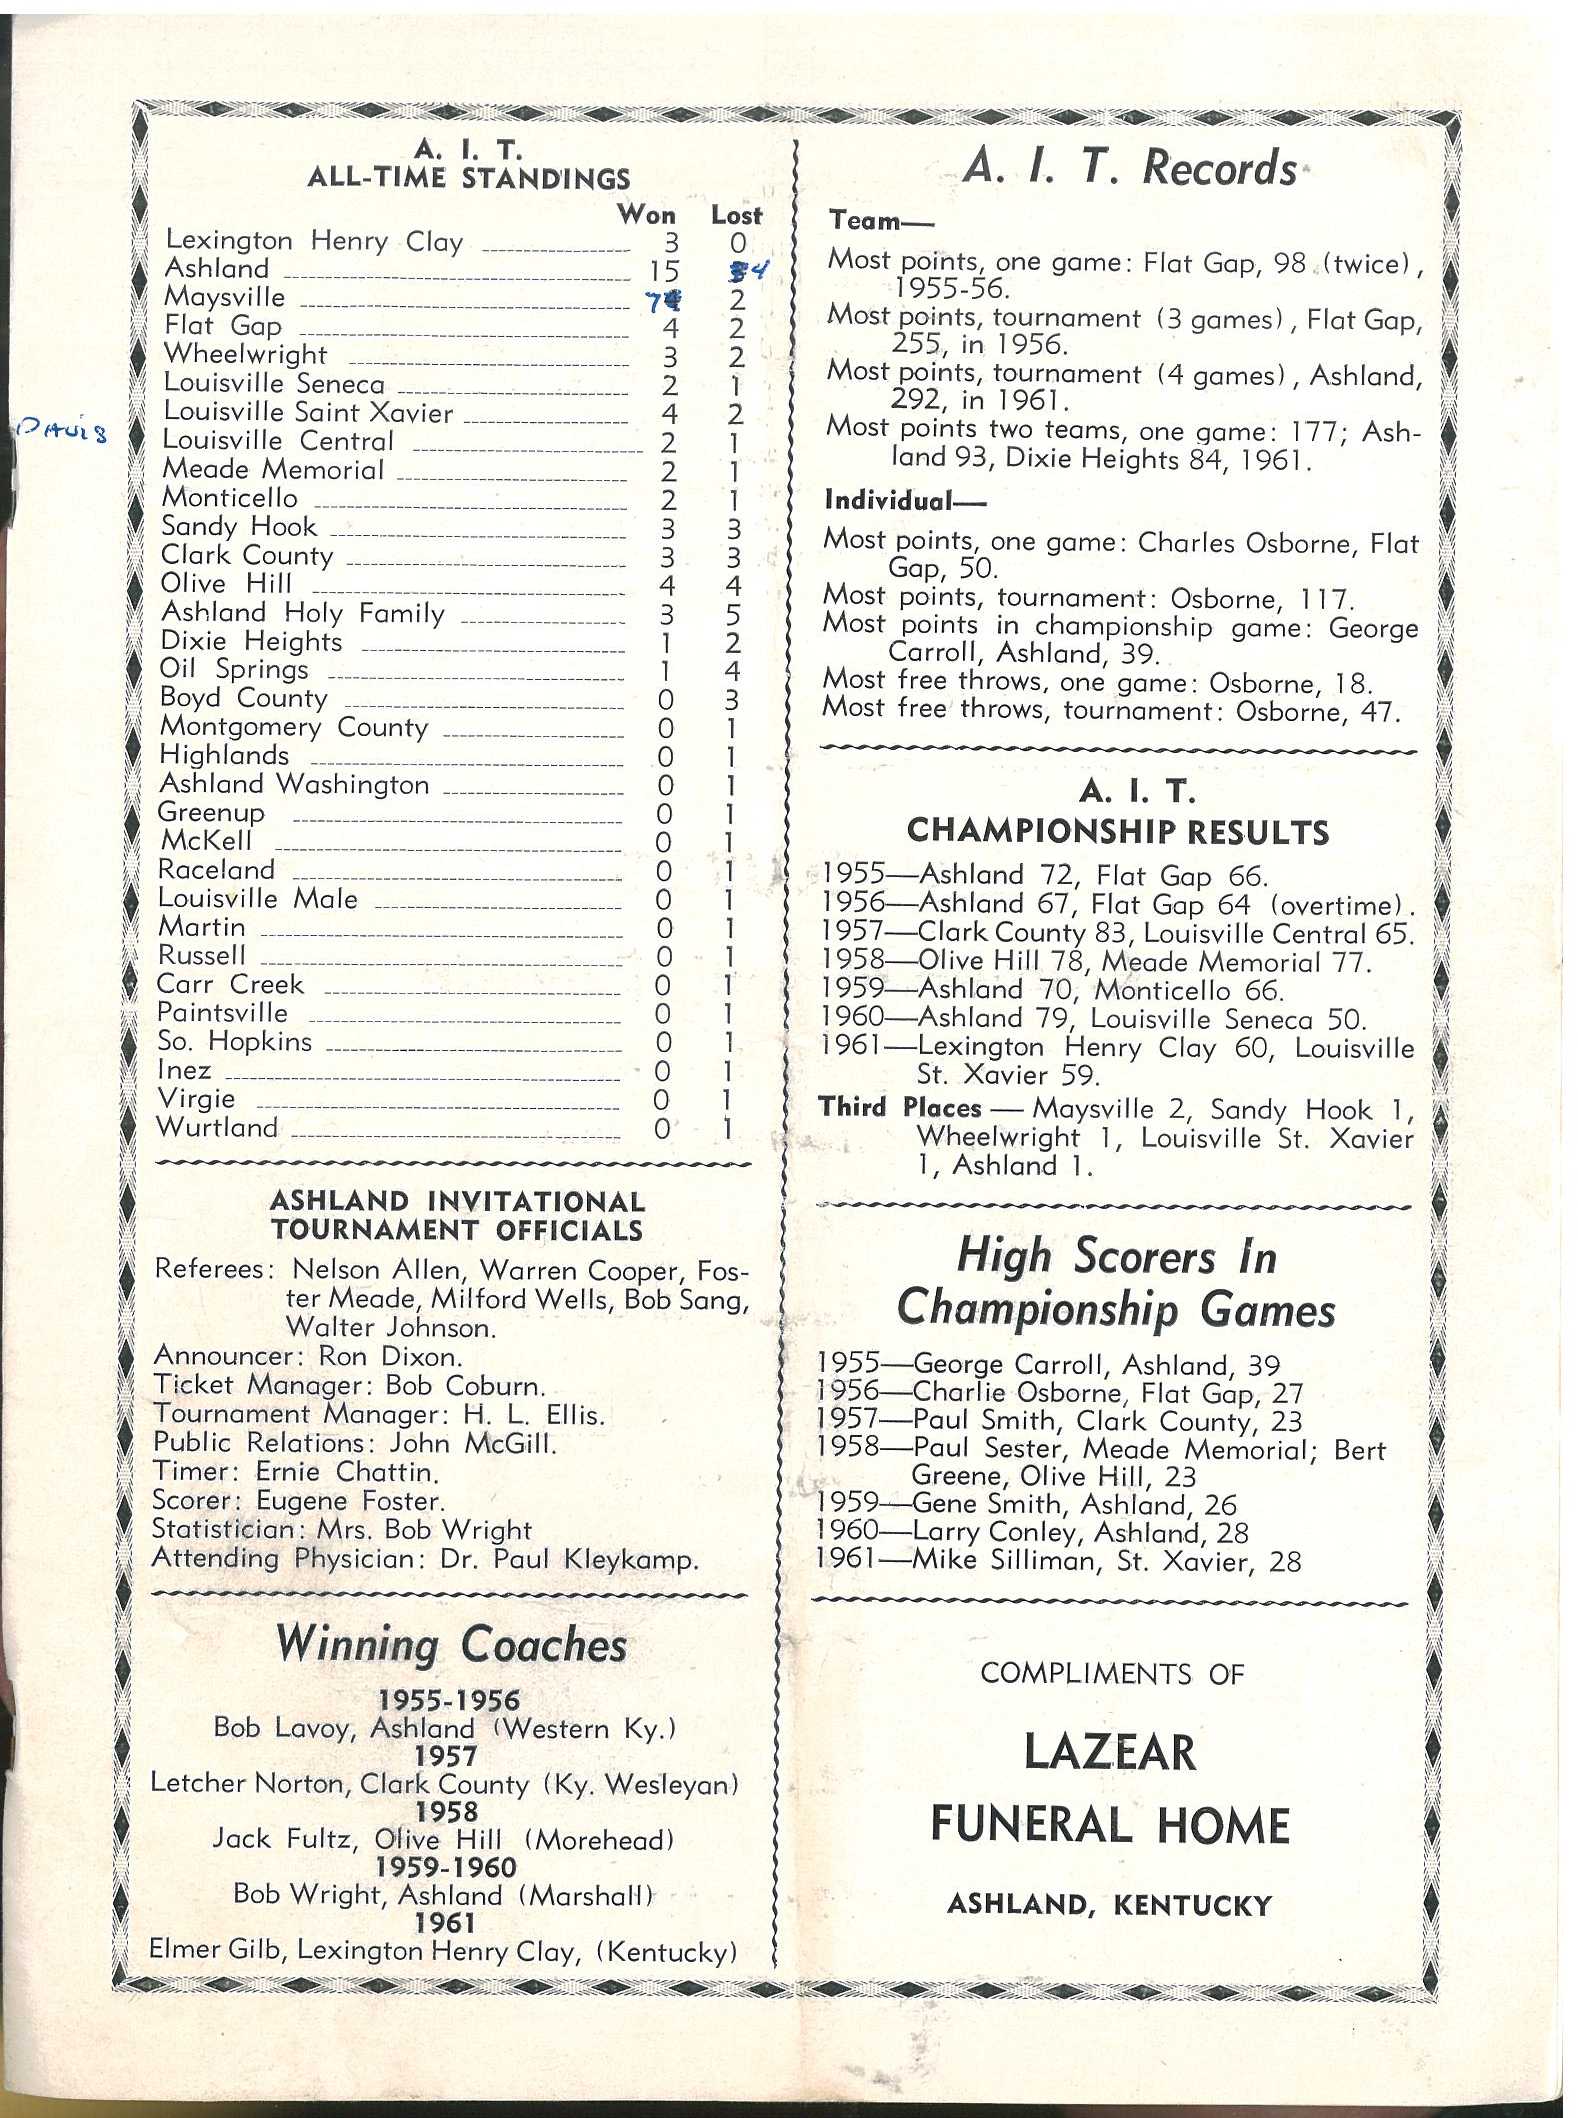 A. I. T.
ALL-TIME STANDINGS
Won Lost
Lexington Henry Clay 3 0
Ashland 15 4
Maysville 7 2
Flat Gap 4 2
Wheelwright 3 2
Louisville Seneca 2 1
Louisville Saint Xavier 4 2
DAVIS
Louisville Central 2 1
Meade Memorial 2 1
Monticello 2 1
Sandy Hook 3 3
Clark County 3 3
Olive Hill 4 4
Ashland Holy Family 3 5
Dixie Heights 1 2
Oil Springs 1 4
Boyd County 0 3
Montgomery County 0 1
Highlands 0 1
Ashland Washington 0 1
Greenup 0 1
McKell 0 1
Raceland 0 1
Louisville Male 0 1
Martin 0 1
Russell 0 1
Carr Creek 0 1
Paintsville 0 1
So. Hopkins 0 1
Inez 0 1
Virgie 0 1
Wurtland 0 1
ASHLAND INVITATIONAL
TOURNAMENT OFFICIALS
Referees: Nelson Allen, Warren Cooper, Fos-
ter Meade, Milford Wells, Bob Sang,
Walter Johnson.
Announcer: Ron Dixon.
Ticket Manager: Bob Coburn.
Tournament Manager: H. L. Ellis.
Public Relations: John McGill.
Timer: Ernie Chattin.
Scorer: Eugene Foster.
Statistician: Mrs. Bob Wright
Attending Physician: Dr. Paul Kleykamp.
Winning Coaches
1955-1956
Bob Lavoy, Ashland (Western Ky.)
1957
Letcher Norton, Clark County (Ky. Wesleyan)
1958
Jack Fultz, Olive Hill (Morehead)
1959-1960
Bob Wright, Ashland (Marshall)
1961
Elmer Gilb, Lexington Henry Clay, (Kentucky)
A. I. T. Records
Team—
Most points, one game: Flat Gap, 98 (twice),
1955-56.
Most points, tournament (3 games), Flat Gap,
255, in 1956.
Most points, tournament (4 games), Ashland,
292, in 1961.
Most points two teams, one game: 177; Ash-
land 93, Dixie Heights 84, 1961.
Individual—
Most points, one game: Charles Osborne, Flat
Gap, 50.
Most points, tournament: Osborne, 117.
Most points in championship game: George
Carroll, Ashland, 39.
Most free throws, one game: Osborne, 18.
Most free throws, tournament: Osborne, 47.
A. I. T.
CHAMPIONSHIP RESULTS
1955—Ashland 72, Flat Gap 66.
1956—Ashland 67, Flat Gap 64 (overtime).
1957—Clark County 83, Louisville Central 65.
1958—Olive Hill 78, Meade Memorial 77.
1959—Ashland 70, Monticello 66.
1960—Ashland 79, Louisville Seneca 50.
1961—Lexington Henry Clay 60, Louisville
St. Xavier 59.
Third Places — Maysville 2, Sandy Hook 1,
Wheelwright 1, Louisville St. Xavier
1, Ashland 1.
High Scorers In
Championship Games
1955—George Carroll, Ashland, 39
1956—Charlie Osborne, Flat Gap, 27
1957—Paul Smith, Clark County, 23
1958—Paul Sester, Meade Memorial; Bert
Greene, Olive Hill, 23
1959—Gene Smith, Ashland, 26
1960—Larry Conley, Ashland, 28
1961—Mike Silliman, St. Xavier, 28
COMPLIMENTS OF
LAZEAR
FUNERAL HOME
ASHLAND, KENTUCKY